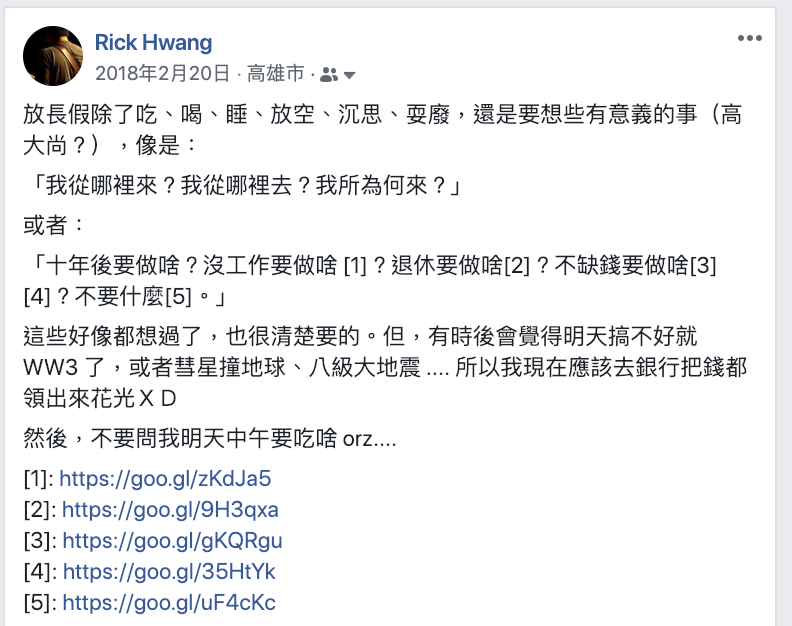 Rick Hwang
2018年2月20日 · 高雄市 ·
放長假除了吃、喝、睡、放空、沉思、耍廢，還是要想些有意義的事（高
大尚？），像是：
「我從哪裡來？我從哪裡去？我所為何來？」
或者：
「十年後要做啥？沒工作要做啥 [1]？退休要做啥[2]？不缺錢要做啥[3]
[4]？不要什麼[5]。」
這些好像都想過了，也很清楚要的。但，有時後會覺得明天搞不好就
WW3 了，或者彗星撞地球、八級大地震 .... 所以我現在應該去銀行把錢都
領出來花光ＸＤ
然後，不要問我明天中午要吃啥 orz....
[1]: https://goo.gl/zKdJa5
[2]: https://goo.gl/9H3qxa
[3]: https://goo.gl/gKQRgu
[4]: https://goo.gl/35HtYk
[5]: https://goo.gl/uF4cKc